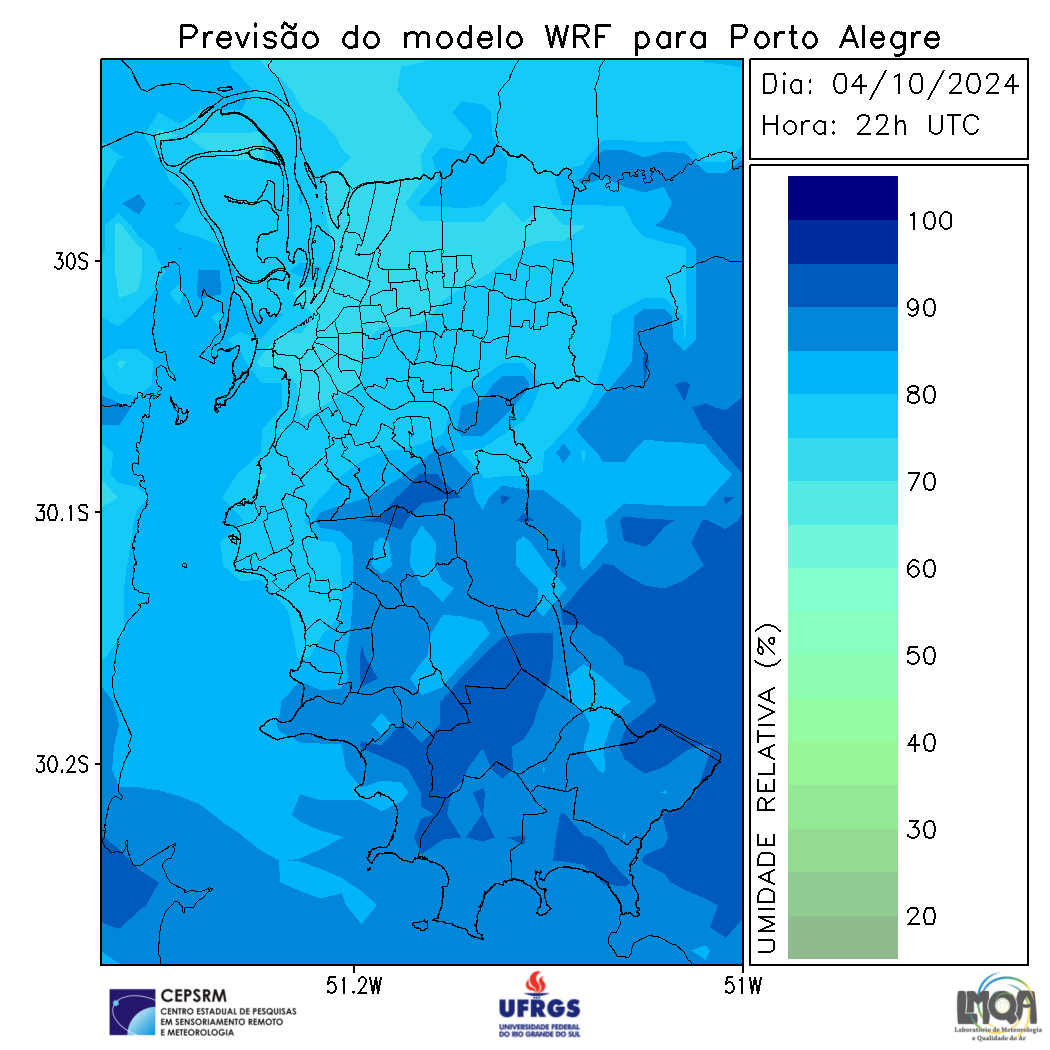 Previsão do modelo WRF para Porto Alegre
Dia: 04/10/2024
Hora: 22h UTC
30S
30.1S
30.2S
51.2W
51W
UMIDADE RELATIVA (%)
100
90
80
70
60
50
40
30
20
CEPSRM
CENTRO ESTADUAL DE PESQUISAS
EM SENSORIAMENTO REMOTO
E METEOROLOGIA
UFRGS
UNIVERSIDADE FEDERAL
DO RIO GRANDE DO SUL
LMQA
Laboratório de Meteorologia
e Qualidade do Ar